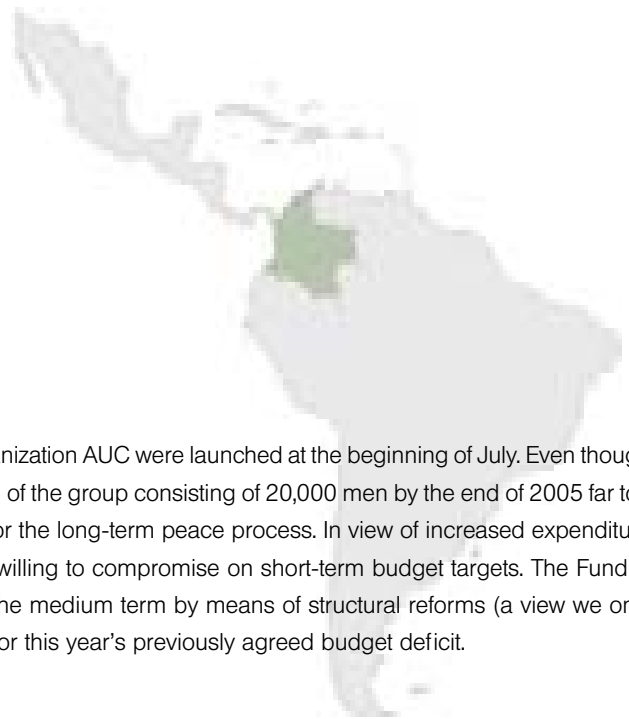 nization AUC were launched at the beginning of July. Even thoug
of the group consisting of 20,000 men by the end of 2005 far to
or the long-term peace process. In view of increased expenditu
willing to compromise on short-term budget targets. The Fund
ne medium term by means of structural reforms (a view we on
or this year's previously agreed budget deficit.